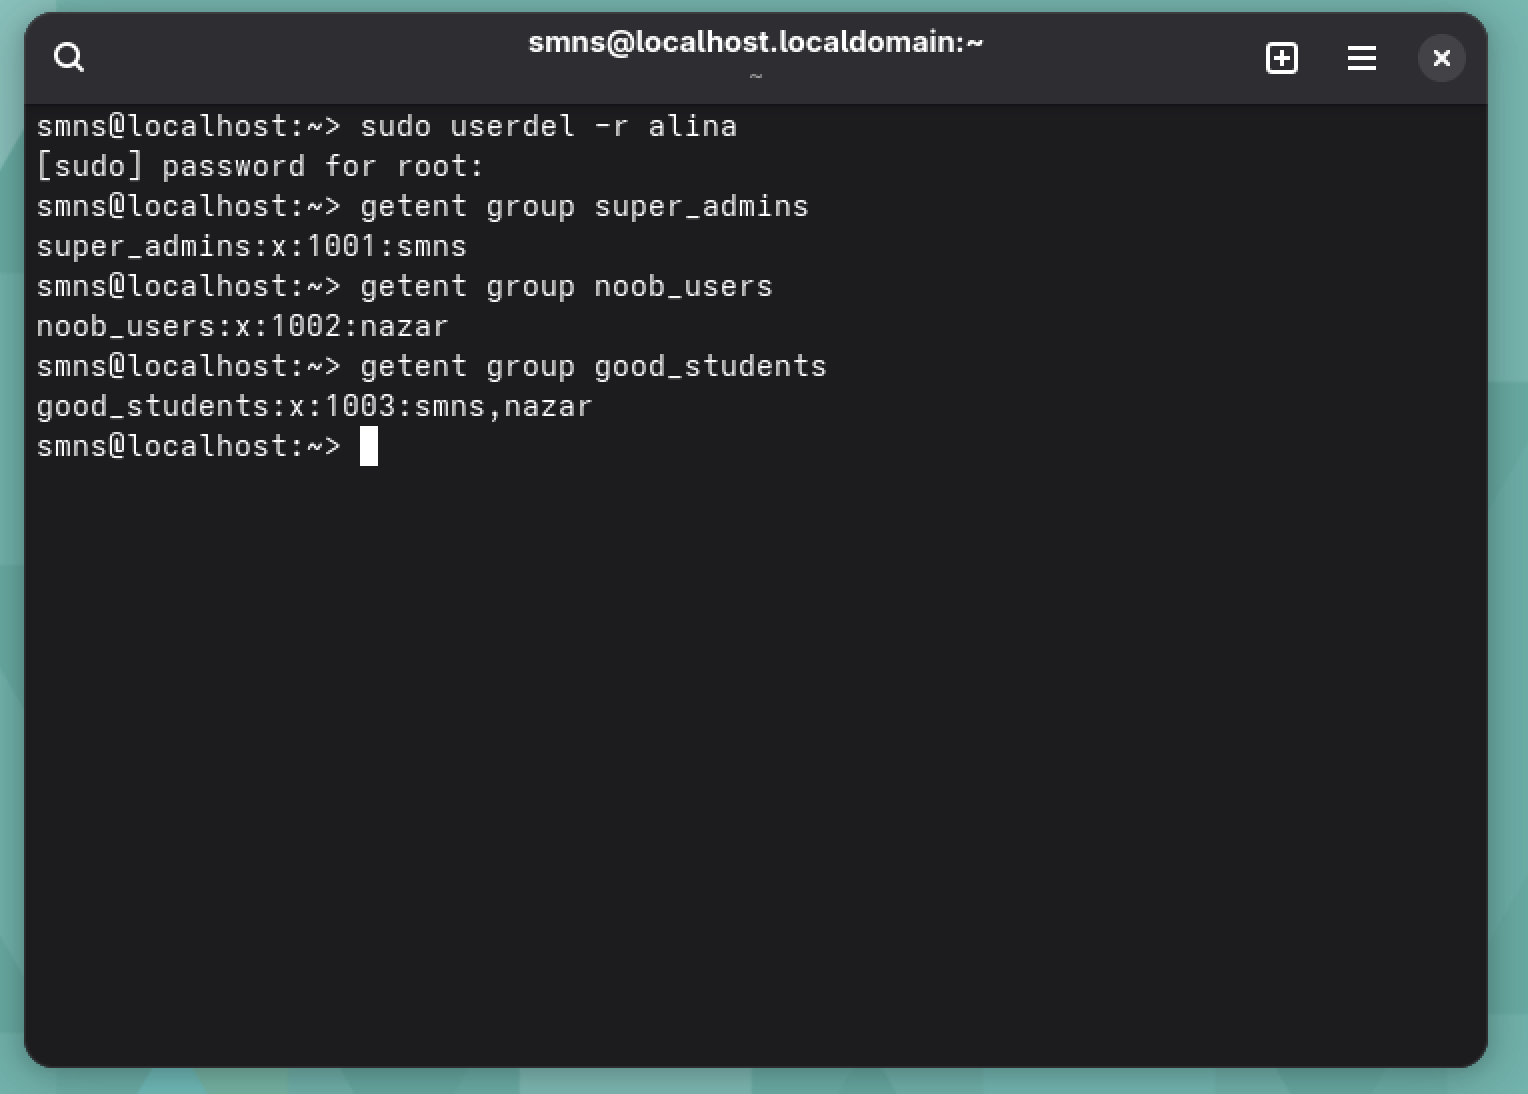 smns@localhost.localdomain:~
~
smns@localhost:~> sudo userdel -r alina
[sudo] password for root:
smns@localhost:~> getent group super_admins
super_admins:x:1001:smns
smns@localhost:~> getent group noob_users
noob_users:x:1002:nazar
smns@localhost:~> getent group good_students
good_students:x:1003:smns,nazar
smns@localhost:~>